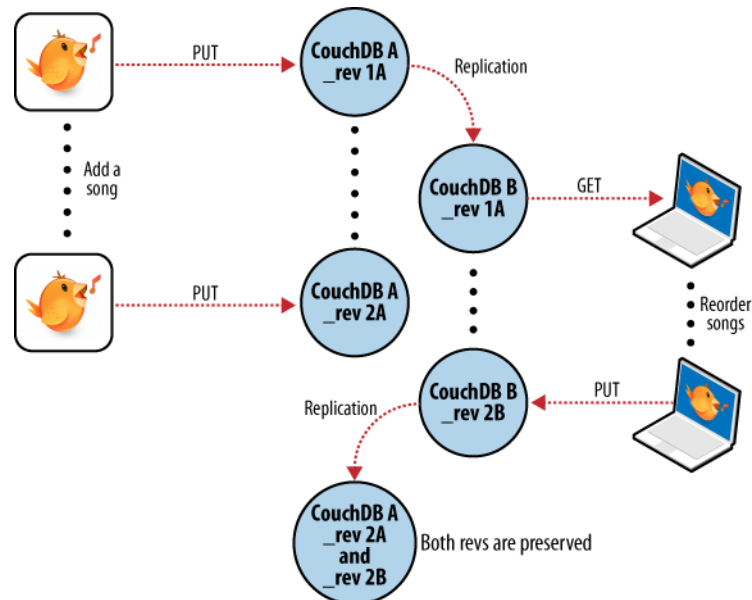 PUT
CouchDB A
_rev 1A
Replication
Add a
song
CouchDB B
_rev 1A
GET
PUT
CouchDB A
_rev 2A
Reorder
songs
Replication
CouchDB B
_rev 2B
PUT
CouchDB A
_rev 2A
and
_rev 2B
Both revs are preserved